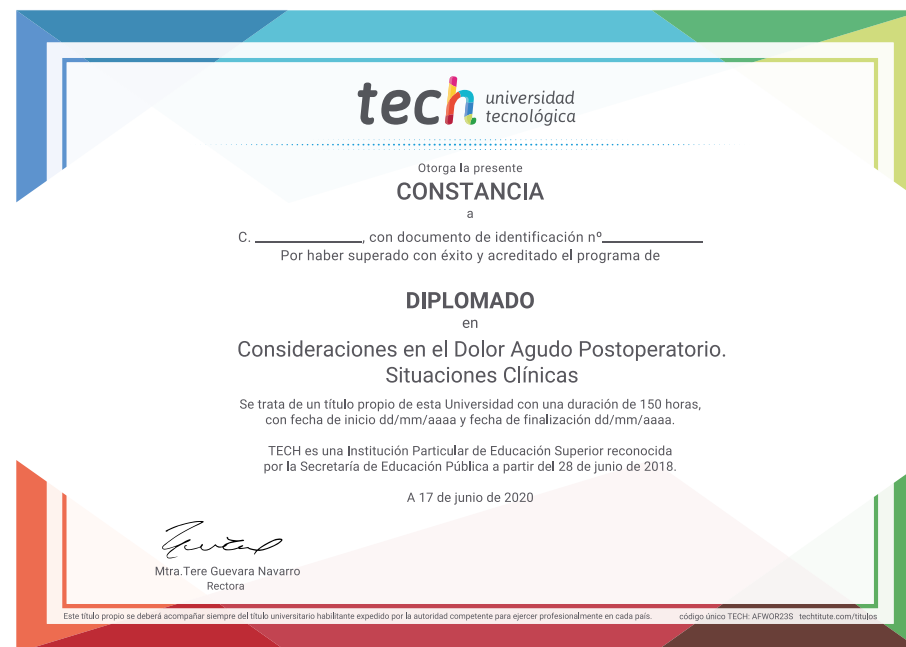 tech universidad
tecnológica
Otorga la presente
CONSTANCIA
a
C. ____________, con documento de identificación nº____________
Por haber superado con éxito y acreditado el programa de
DIPLOMADO
en
Consideraciones en el Dolor Agudo Postoperatorio.
Situaciones Clínicas
Se trata de un título propio de esta Universidad con una duración de 150 horas,
con fecha de inicio dd/mm/aaaa y fecha de finalización dd/mm/aaaa.
TECH es una Institución Particular de Educación Superior reconocida
por la Secretaría de Educación Pública a partir del 28 de junio de 2018.
A 17 de junio de 2020
Mtra.Tere Guevara Navarro
Rectora
Este título propio se deberá acompañar siempre del título universitario habilitante expedido por la autoridad competente para ejercer profesionalmente en cada país. código único TECH: AFWOR23S techtitute.com/titulos